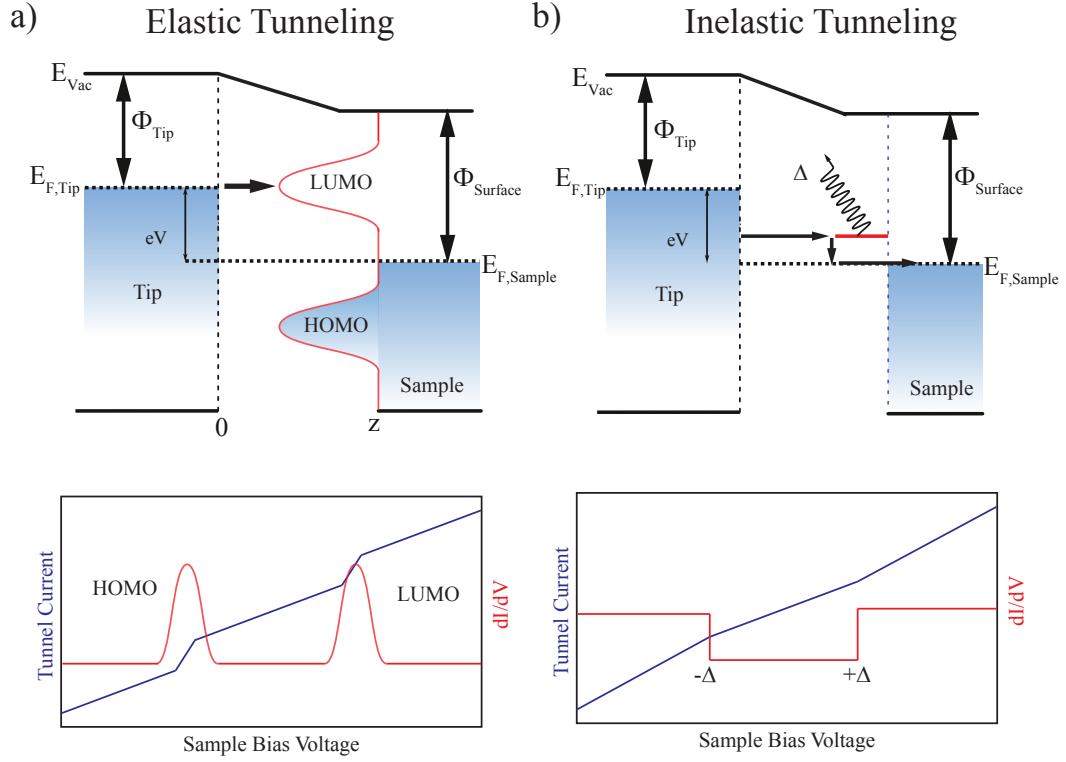 a) Elastic Tunneling
E_Vac
Φ_Tip
E_F,Tip
LUMO
Φ_Surface
eV
E_F,Sample
Tip
HOMO
Sample
0
z
HOMO
LUMO
Tunnel Current
dI/dV
Sample Bias Voltage
b) Inelastic Tunneling
E_Vac
Φ_Tip
Δ
E_F,Tip
Φ_Surface
eV
E_F,Sample
Tip
Sample
Tunnel Current
dI/dV
-Δ
+Δ
Sample Bias Voltage